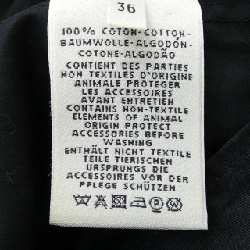 36
100% COTON-COTTON-
BAUMWOLLE-ALGODÓN-
COTONE-ALGODÃO
CONTIENT DES PARTIES
NON TEXTILES D'ORIGINE
ANIMALE PROTEGER
LES ACCESSOIRES
AVANT ENTRETIEN
CONTAINS NON-TEXTILE
ELEMENTS OF ANIMAL
ORIGIN PROTECT
ACCESSORIES BEFORE
WASHING
ENTHÄLT NICHT TEXTILE
TEILE TIERISCHEN
URSPRUNGS DIE
ACCESSOIRES VOR DER
PFLEGE SCHÜTZEN